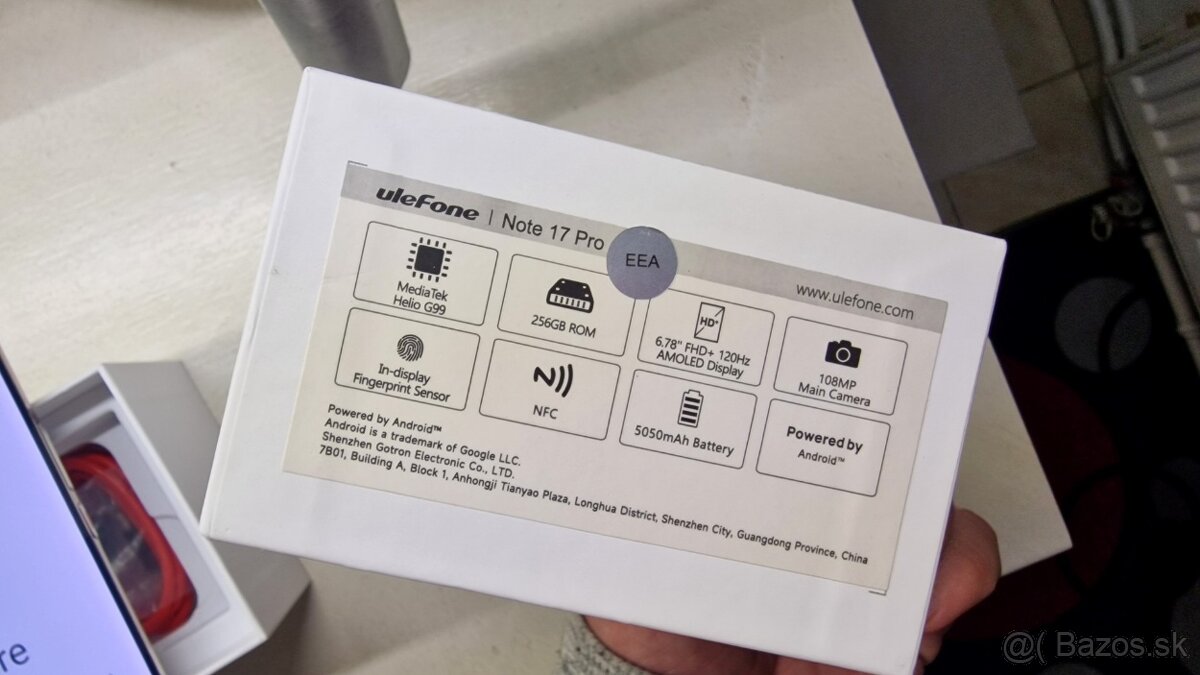 ulefone | Note 17 Pro
EEA
www.ulefone.com
MediaTek
Helio G99
256GB ROM
HD+
6.78" FHD+ 120Hz
AMOLED Display
108MP
Main Camera
In-display
Fingerprint Sensor
NFC
5050mAh Battery
Powered by
Android™
Powered by Android™
Android is a trademark of Google LLC.
Shenzhen Gotron Electronic Co., LTD.
7B01, Building A, Block 1, Anhongji Tianyao Plaza, Longhua District, Shenzhen City, Guangdong Province, China
re
@( Bazos.sk